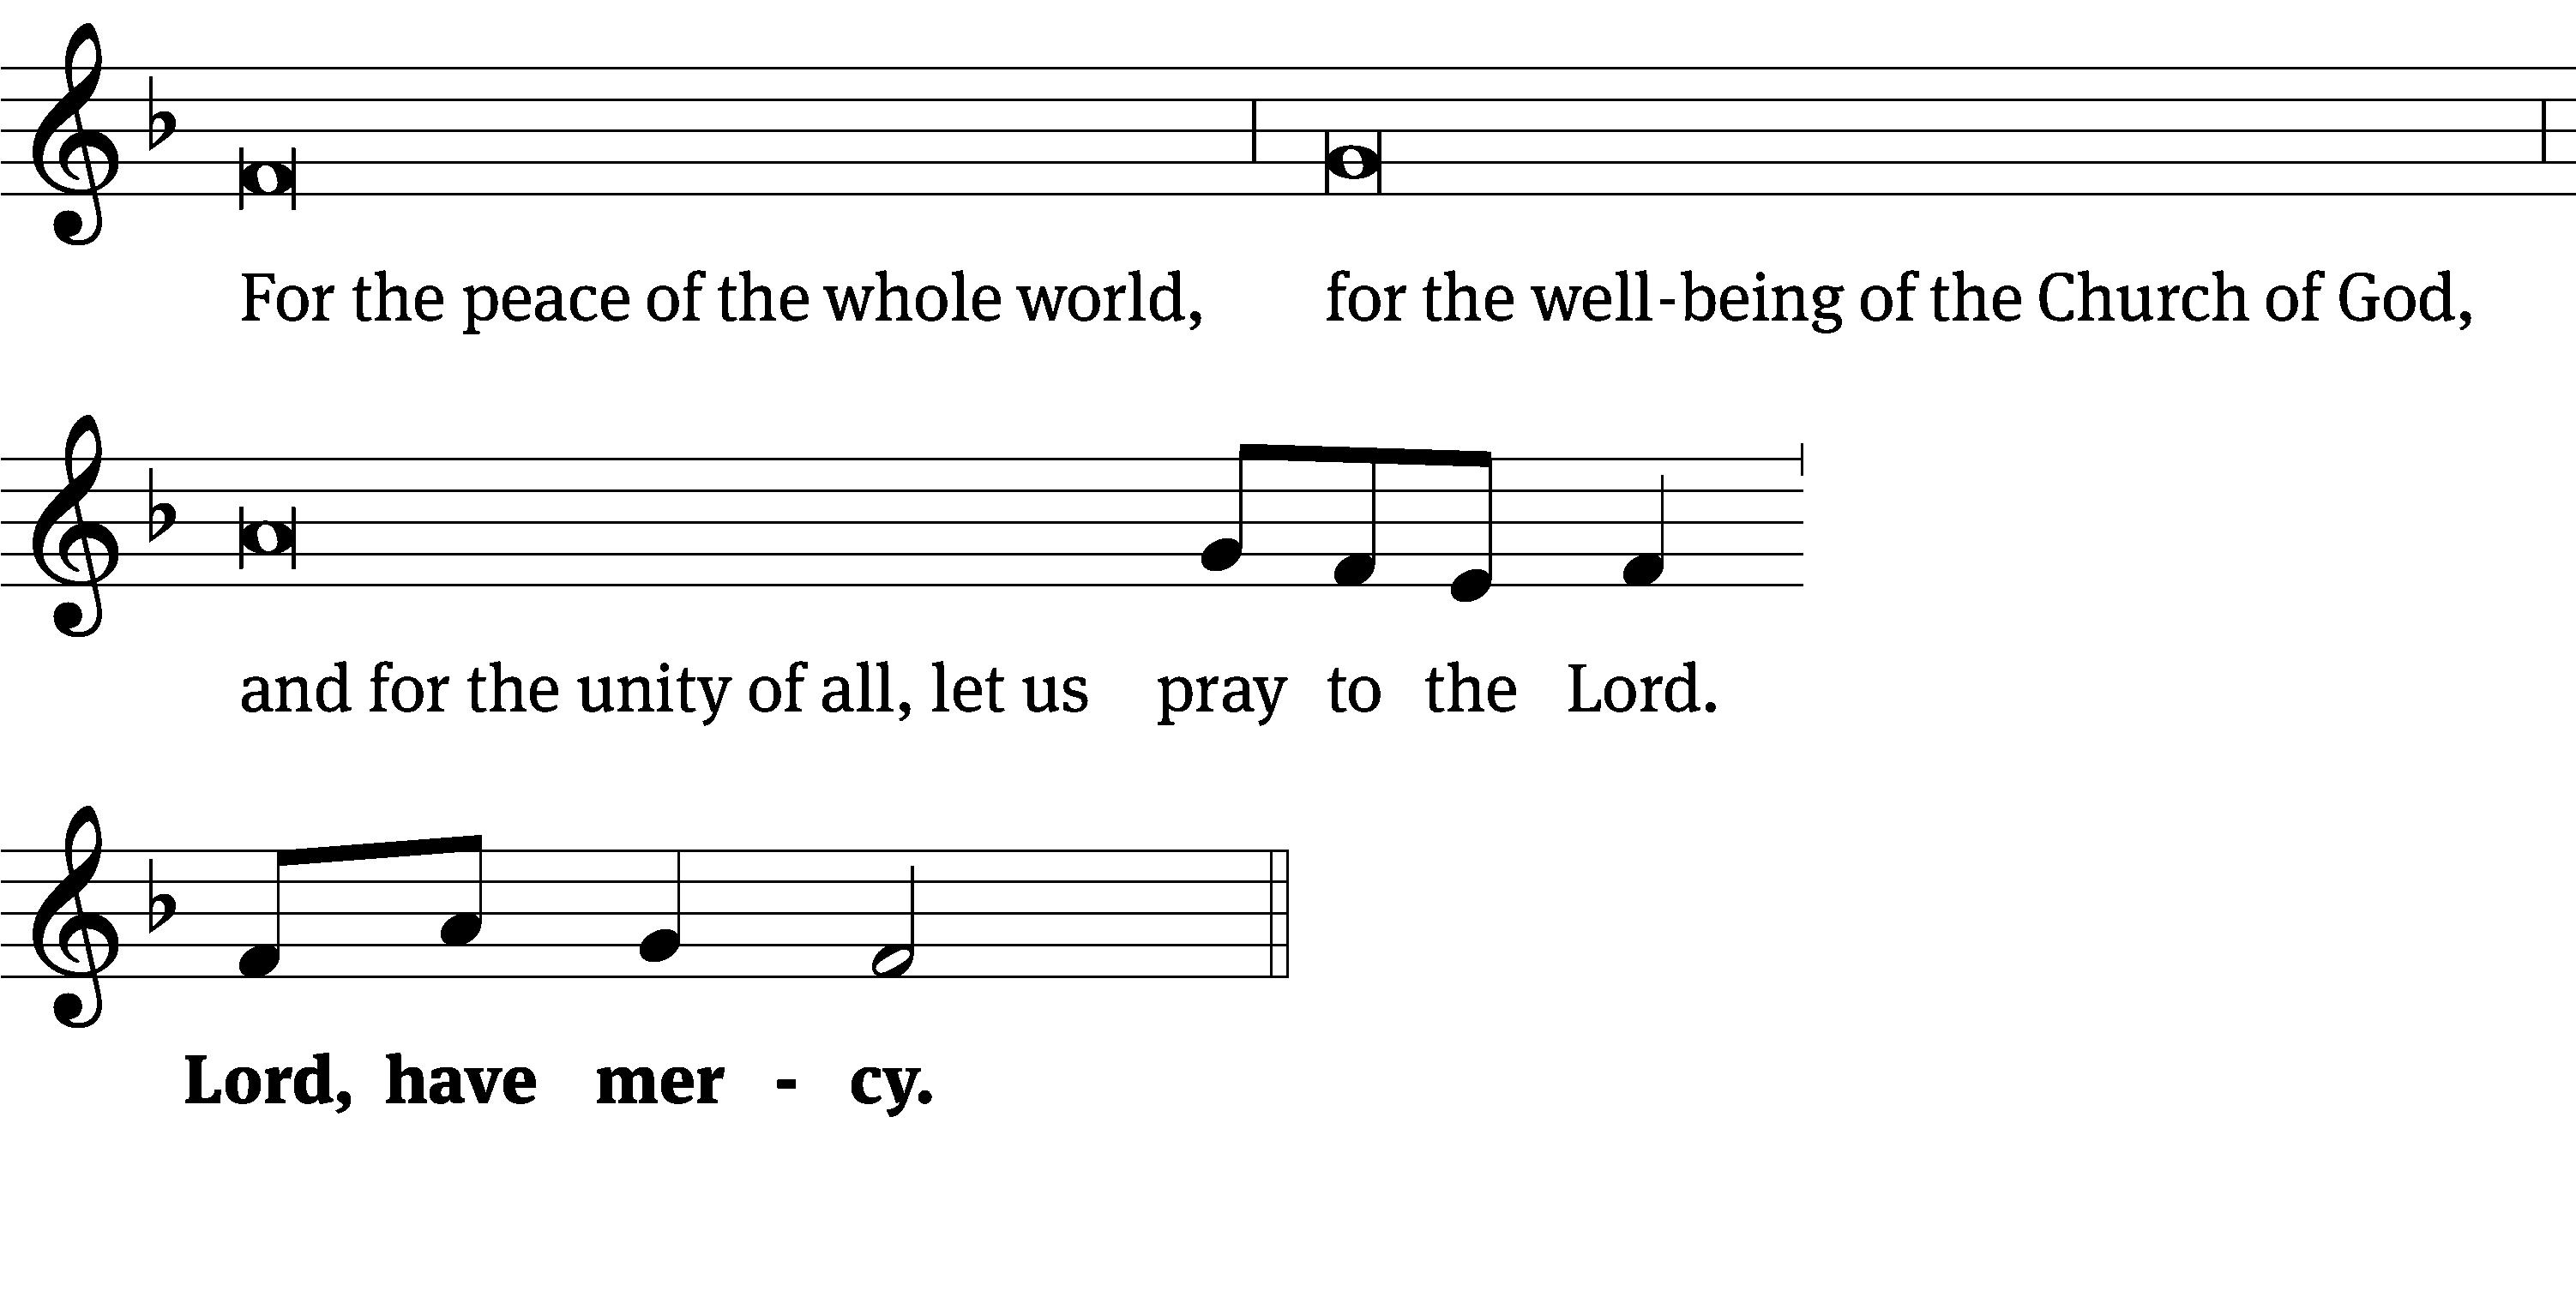 For the peace of the whole world, for the well-being of the Church of God,
and for the unity of all, let us pray to the Lord.
Lord, have mer - cy.